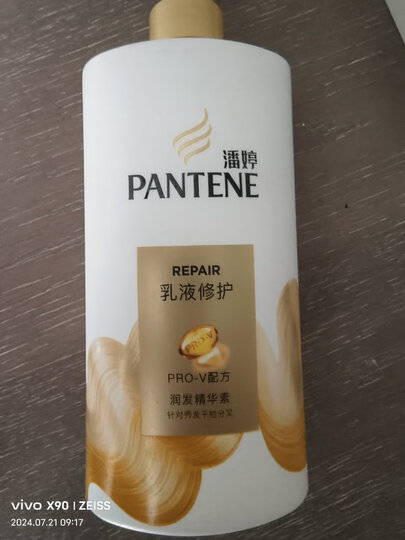 潘婷
PANTENE
REPAIR
乳液修护
PRO-V
PRO-V配方
润发精华素
针对秀发干枯分叉
vivo X90 | ZEISS
2024.07.21 09:17